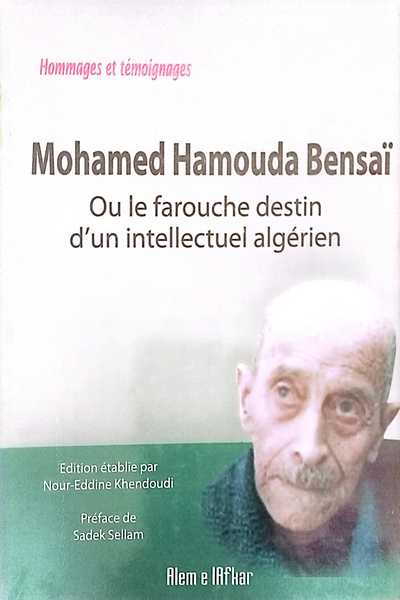 Hommages et témoignages
Mohamed Hamouda Bensaï
Ou le farouche destin
d'un intellectuel algérien
Edition établie par
Nour-Eddine Khendoudi
Préface de
Sadek Sellam
Alem e lAfkar